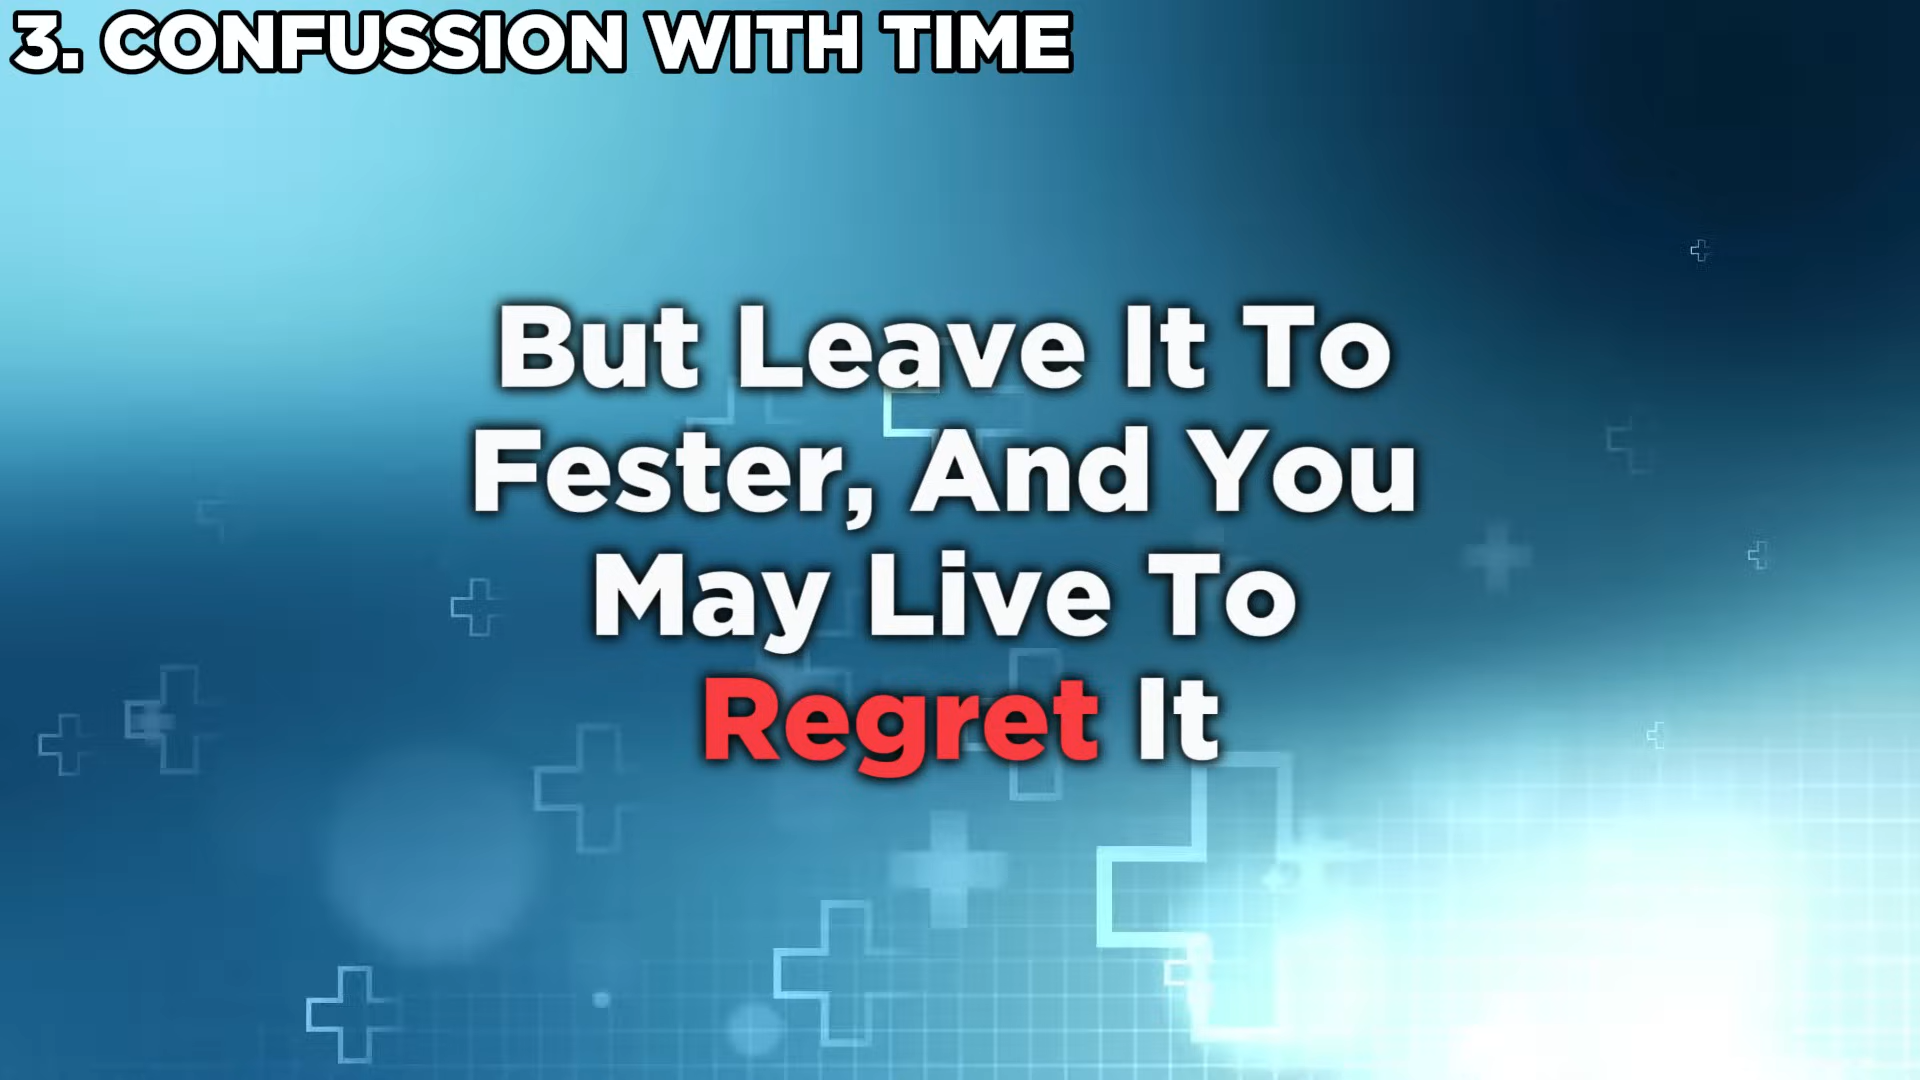 3. CONFUSSION WITH TIME
But Leave It To
Fester, And You
May Live To
Regret It